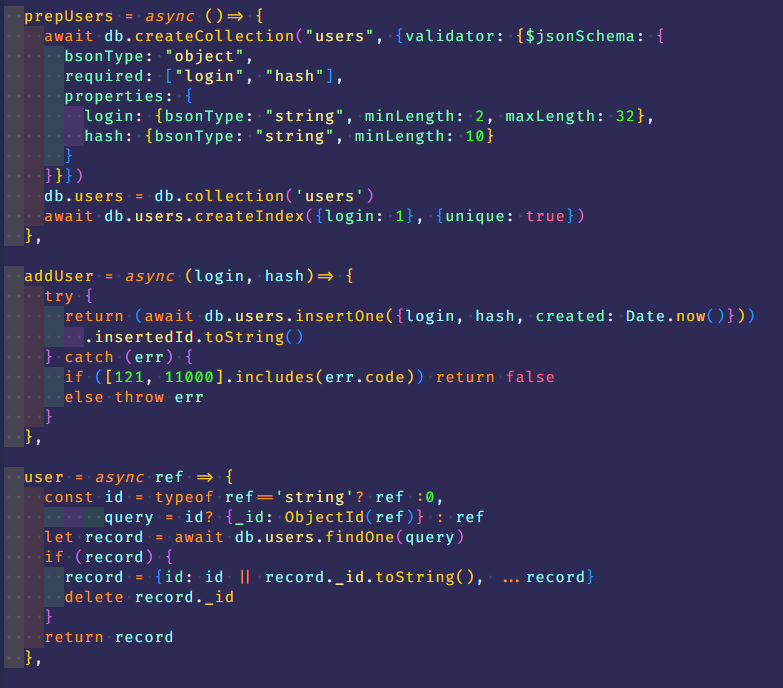 prepUsers = async ()=> {
await db.createCollection("users", {validator: {$jsonSchema: {
bsonType: "object",
required: ["login", "hash"],
properties: {
login: {bsonType: "string", minLength: 2, maxLength: 32},
hash: {bsonType: "string", minLength: 10}
}
}}})
db.users = db.collection('users')
await db.users.createIndex({login: 1}, {unique: true})
},
addUser = async (login, hash)=> {
try {
return (await db.users.insertOne({login, hash, created: Date.now()}))
.insertedId.toString()
} catch (err) {
if ([121, 11000].includes(err.code)) return false
else throw err
}
},
user = async ref => {
const id = typeof ref=='string'? ref :0,
query = id? {_id: ObjectId(ref)} : ref
let record = await db.users.findOne(query)
if (record) {
record = {id: id || record._id.toString(), ...record}
delete record._id
}
return record
},